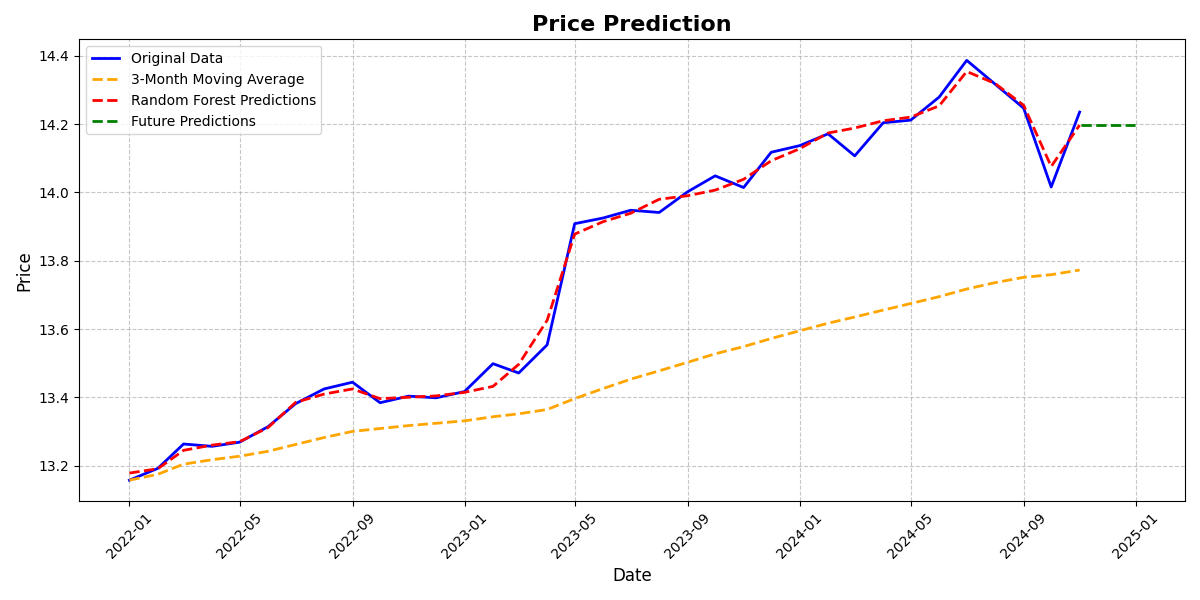 Price Prediction
Original Data
3-Month Moving Average
Random Forest Predictions
Future Predictions
14.4
14.2
14.0
13.8
13.6
13.4
13.2
Price
2022-01
2022-05
2022-09
2023-01
2023-05
2023-09
2024-01
2024-05
2024-09
2025-01
Date